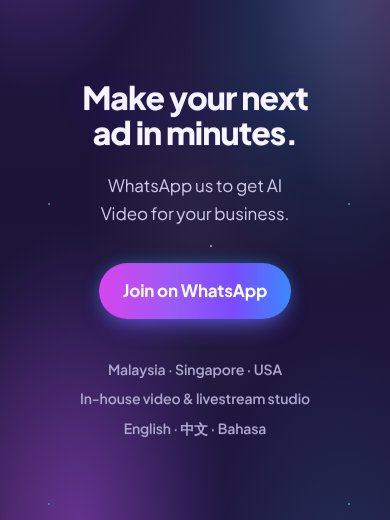 Make your next
ad in minutes.
WhatsApp us to get AI
Video for your business.
Join on WhatsApp
Malaysia · Singapore · USA
In-house video & livestream studio
English · 中文 · Bahasa